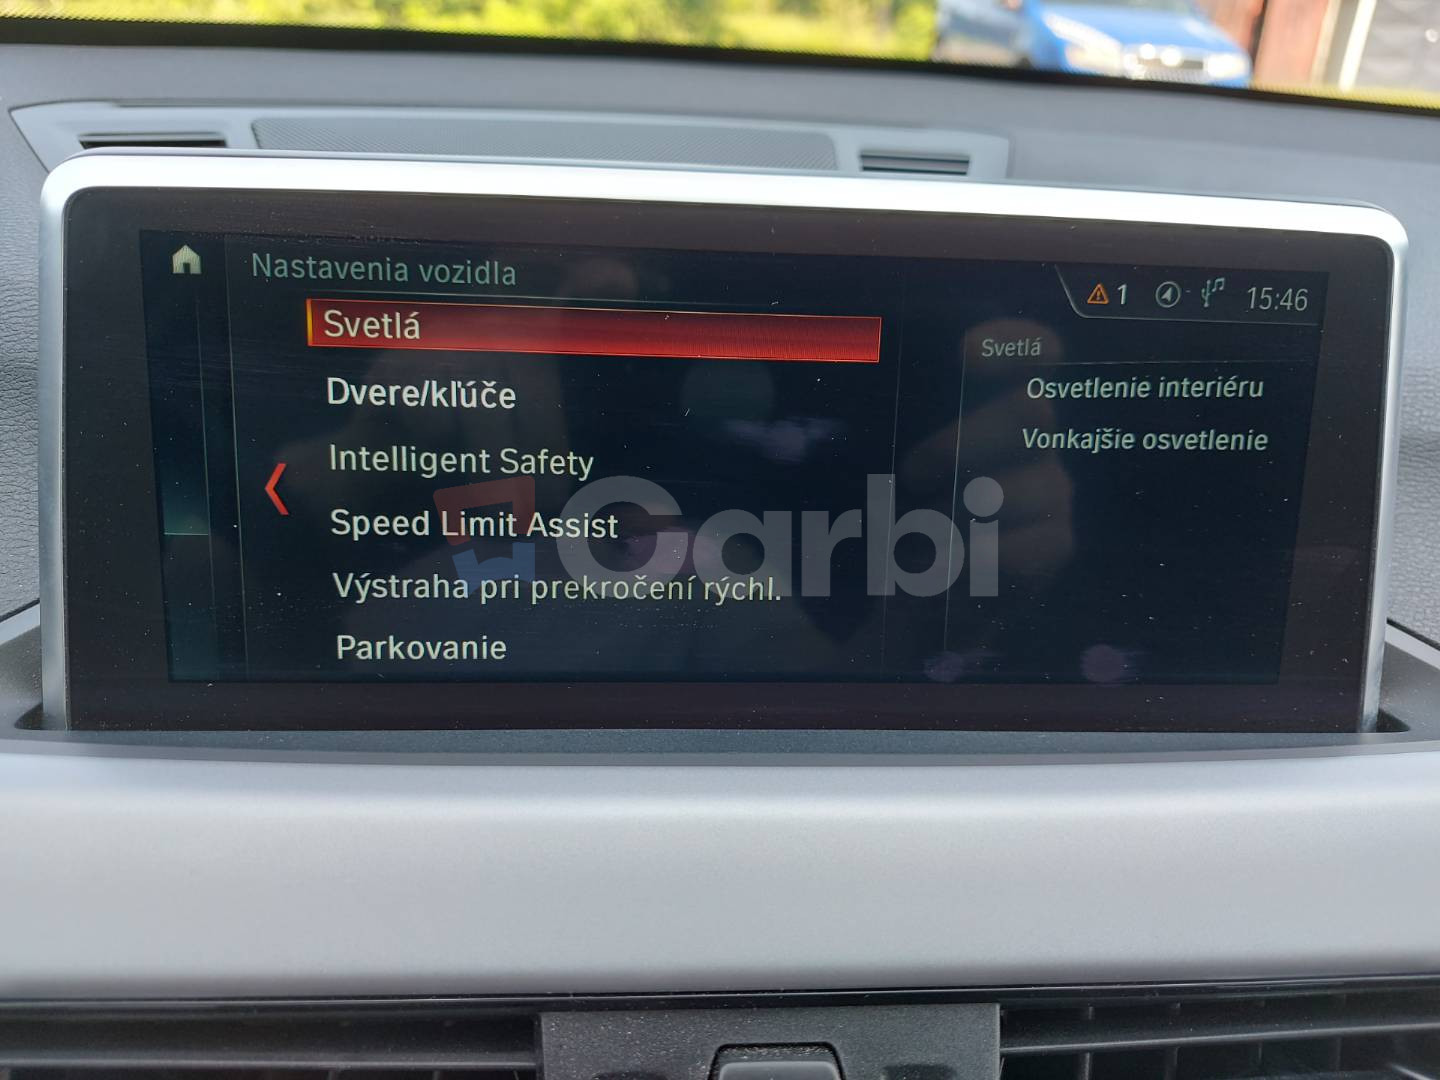 Nastavenia vozidla
1 15:46
Svetlá
Dvere/kľúče
Intelligent Safety
Speed Limit Assist
Výstraha pri prekročení rýchl.
Parkovanie
Svetlá
Osvetlenie interiéru
Vonkajšie osvetlenie
Carbi